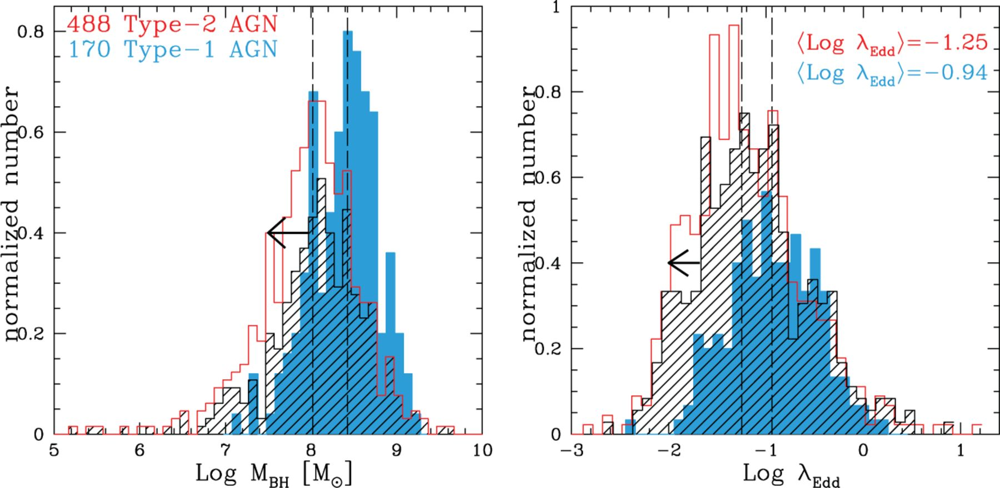 488 Type-2 AGN
170 Type-1 AGN
normalized number
0.8
0.6
0.4
0.2
0
5 6 7 8 9 10
Log M_BH [M_⊙]
⟨Log λ_Edd⟩=-1.25
⟨Log λ_Edd⟩=-0.94
normalized number
1
0.8
0.6
0.4
0.2
0
-3 -2 -1 0 1
Log λ_Edd